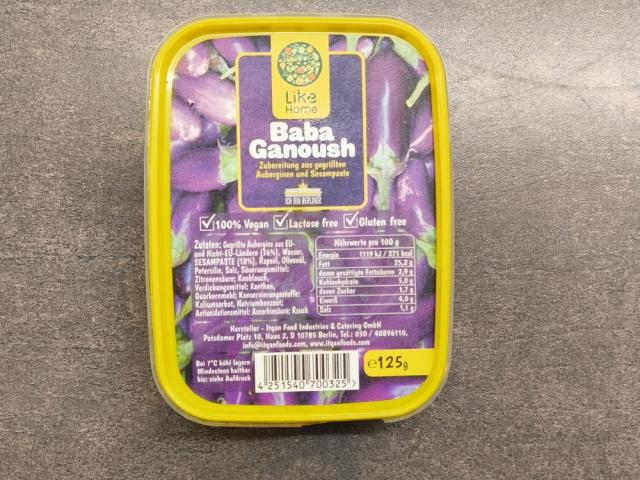 Like
Home
Baba
Ganoush
Zubereitung aus gegrillten
Auberginen und Sesampaste
ICH BIN BERLINER
100% Vegan Lactose free Gluten free
Zutaten: Gegrillte Aubergine aus EU-
und Nicht-EU-Ländern (56%), Wasser,
SESAMPASTE (18%), Rapsöl, Olivenöl,
Petersilie, Salz, Säuerungsmittel:
Zitronensäure; Knoblauch,
Verdickungsmittel: Xanthan,
Guarkernmehl; Konservierungsstoffe:
Kaliumsorbat, Natriumbenzoat;
Antioxidationsmittel: Ascorbinsäure; Rauch
Nährwerte pro 100 g
Energie 1119 kJ / 271 kcal
Fett 25,2 g
davon gesättigte Fettsäuren 2,9 g
Kohlenhydrate 5,0 g
davon Zucker 1,7 g
Eiweiß 4,0 g
Salz 1,1 g
Hersteller - Itqan Food Industries & Catering GmbH
Potsdamer Platz 10, Haus 2, D 10785 Berlin, Tel.: 030 / 40896110,
info@itqanfoods.com, www.itqanfoods.com
Bei 7°C kühl lagern
Mindestens haltbar
bis: siehe Aufdruck
4 251540 700325 >
e 125g